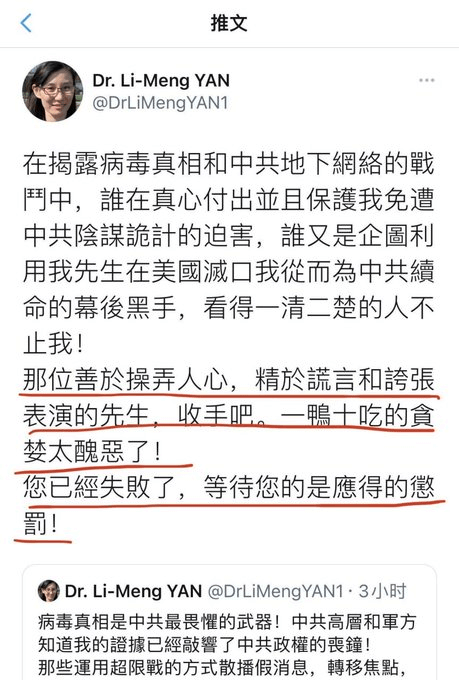 推文
Dr. Li-Meng YAN
@DrLiMengYAN1
在揭露病毒真相和中共地下網絡的戰
鬥中，誰在真心付出並且保護我免遭
中共陰謀詭計的迫害，誰又是企圖利
用我先生在美國滅口我從而為中共續
命的幕後黑手，看得一清二楚的人不
止我！
那位善於操弄人心，精於謊言和誇張
表演的先生，收手吧。一鴨十吃的貪
婪太醜惡了！
您已經失敗了，等待您的是應得的懲
罰！
Dr. Li-Meng YAN @DrLiMengYAN1 · 3小时
病毒真相是中共最畏懼的武器！中共高層和軍方
知道我的證據已經敲響了中共政權的喪鐘！
那些運用超限戰的方式散播假消息，轉移焦點，